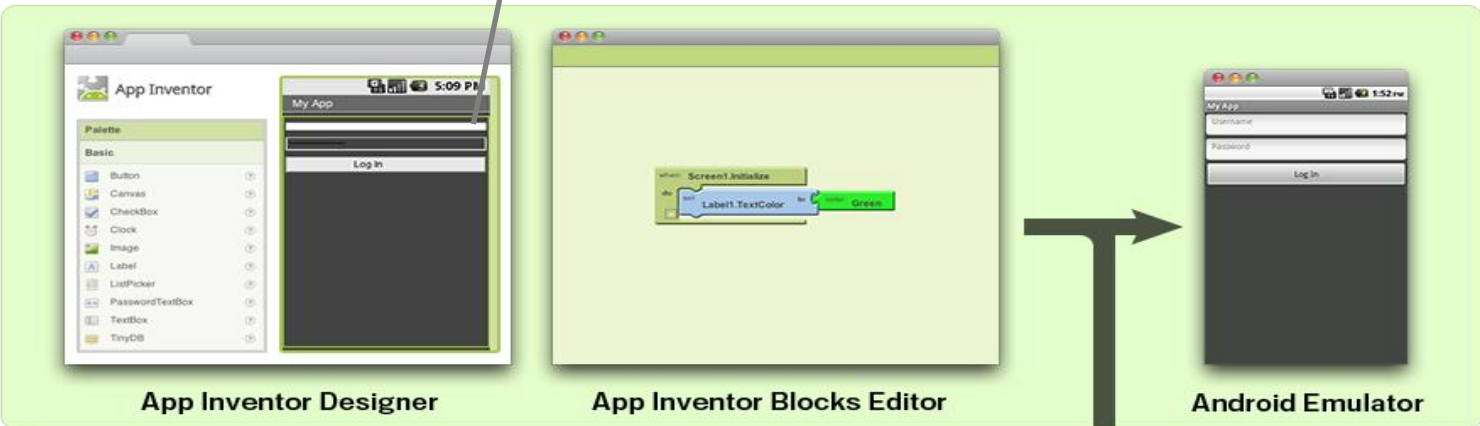 App Inventor
Palette
Basic
Button
Canvas
CheckBox
Clock
Image
Label
ListPicker
PasswordTextBox
TextBox
TinyDB
5:09 PM
My App
Log In
when Screen1.Initialize
do
set Label1.TextColor to color Green
1:52 PM
My App
Username
Password
Log In
App Inventor Designer
App Inventor Blocks Editor
Android Emulator